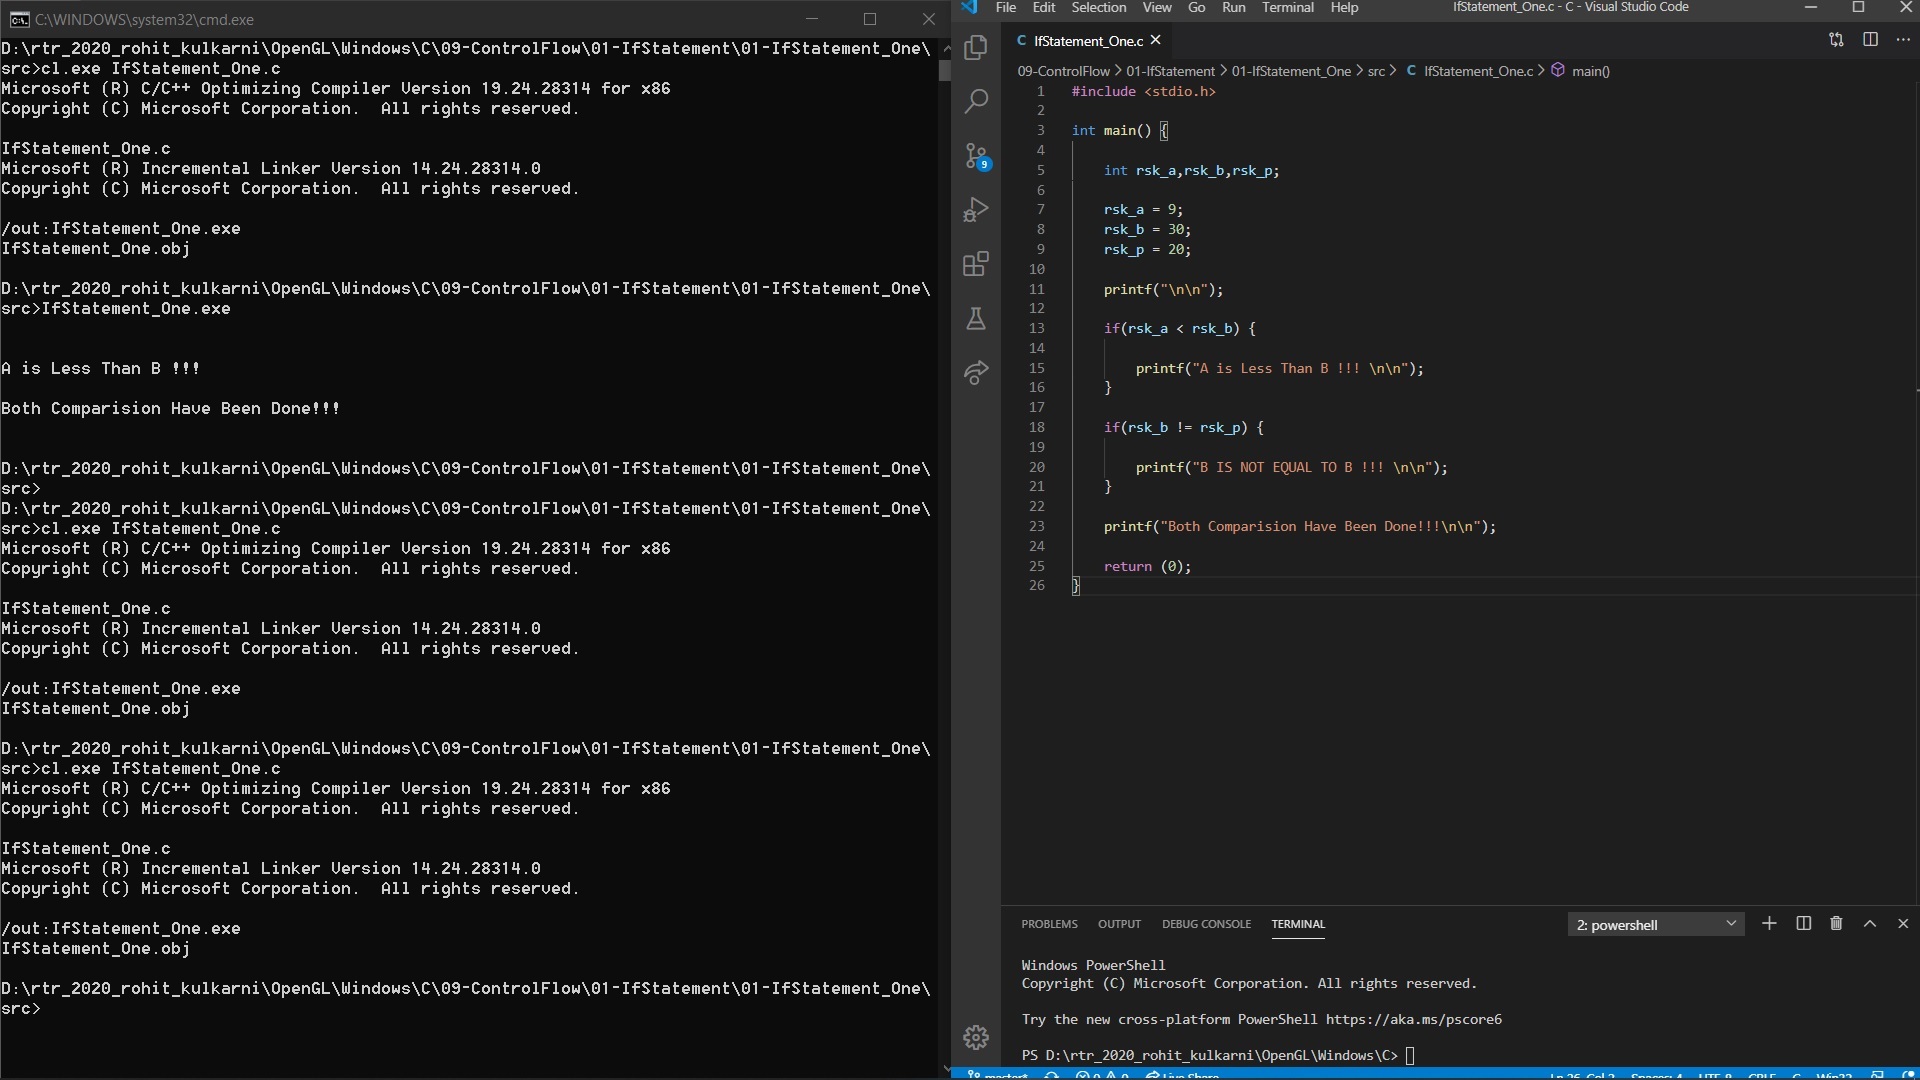 C:\WINDOWS\system32\cmd.exe
D:\rtr_2020_rohit_kulkarni\OpenGL\Windows\C\09-ControlFlow\01-IfStatement\01-IfStatement_One\
src>cl.exe IfStatement_One.c
Microsoft (R) C/C++ Optimizing Compiler Version 19.24.28314 for x86
Copyright (C) Microsoft Corporation.  All rights reserved.
IfStatement_One.c
Microsoft (R) Incremental Linker Version 14.24.28314.0
Copyright (C) Microsoft Corporation.  All rights reserved.
/out:IfStatement_One.exe
IfStatement_One.obj
D:\rtr_2020_rohit_kulkarni\OpenGL\Windows\C\09-ControlFlow\01-IfStatement\01-IfStatement_One\
src>IfStatement_One.exe
A is Less Than B !!!
Both Comparision Have Been Done!!!
D:\rtr_2020_rohit_kulkarni\OpenGL\Windows\C\09-ControlFlow\01-IfStatement\01-IfStatement_One\
src>
D:\rtr_2020_rohit_kulkarni\OpenGL\Windows\C\09-ControlFlow\01-IfStatement\01-IfStatement_One\
src>cl.exe IfStatement_One.c
Microsoft (R) C/C++ Optimizing Compiler Version 19.24.28314 for x86
Copyright (C) Microsoft Corporation.  All rights reserved.
IfStatement_One.c
Microsoft (R) Incremental Linker Version 14.24.28314.0
Copyright (C) Microsoft Corporation.  All rights reserved.
/out:IfStatement_One.exe
IfStatement_One.obj
D:\rtr_2020_rohit_kulkarni\OpenGL\Windows\C\09-ControlFlow\01-IfStatement\01-IfStatement_One\
src>cl.exe IfStatement_One.c
Microsoft (R) C/C++ Optimizing Compiler Version 19.24.28314 for x86
Copyright (C) Microsoft Corporation.  All rights reserved.
IfStatement_One.c
Microsoft (R) Incremental Linker Version 14.24.28314.0
Copyright (C) Microsoft Corporation.  All rights reserved.
/out:IfStatement_One.exe
IfStatement_One.obj
D:\rtr_2020_rohit_kulkarni\OpenGL\Windows\C\09-ControlFlow\01-IfStatement\01-IfStatement_One\
src>
File Edit Selection View Go Run Terminal Help IfStatement_One.c - C - Visual Studio Code
C IfStatement_One.c
09-ControlFlow > 01-IfStatement > 01-IfStatement_One > src > C IfStatement_One.c > main()
9
1 #include <stdio.h>
2
3 int main() {
4
5 int rsk_a,rsk_b,rsk_p;
6
7 rsk_a = 9;
8 rsk_b = 30;
9 rsk_p = 20;
10
11 printf("\n\n");
12
13 if(rsk_a < rsk_b) {
14
15 printf("A is Less Than B !!! \n\n");
16 }
17
18 if(rsk_b != rsk_p) {
19
20 printf("B IS NOT EQUAL TO B !!! \n\n");
21 }
22
23 printf("Both Comparision Have Been Done!!!\n\n");
24
25 return (0);
26 }
PROBLEMS OUTPUT DEBUG CONSOLE TERMINAL 2: powershell
Windows PowerShell
Copyright (C) Microsoft Corporation. All rights reserved.
Try the new cross-platform PowerShell https://aka.ms/pscore6
PS D:\rtr_2020_rohit_kulkarni\OpenGL\Windows\C>
master* 0 0 Live Share Ln 26, Col 2 Spaces: 4 UTF-8 CRLF C Win32